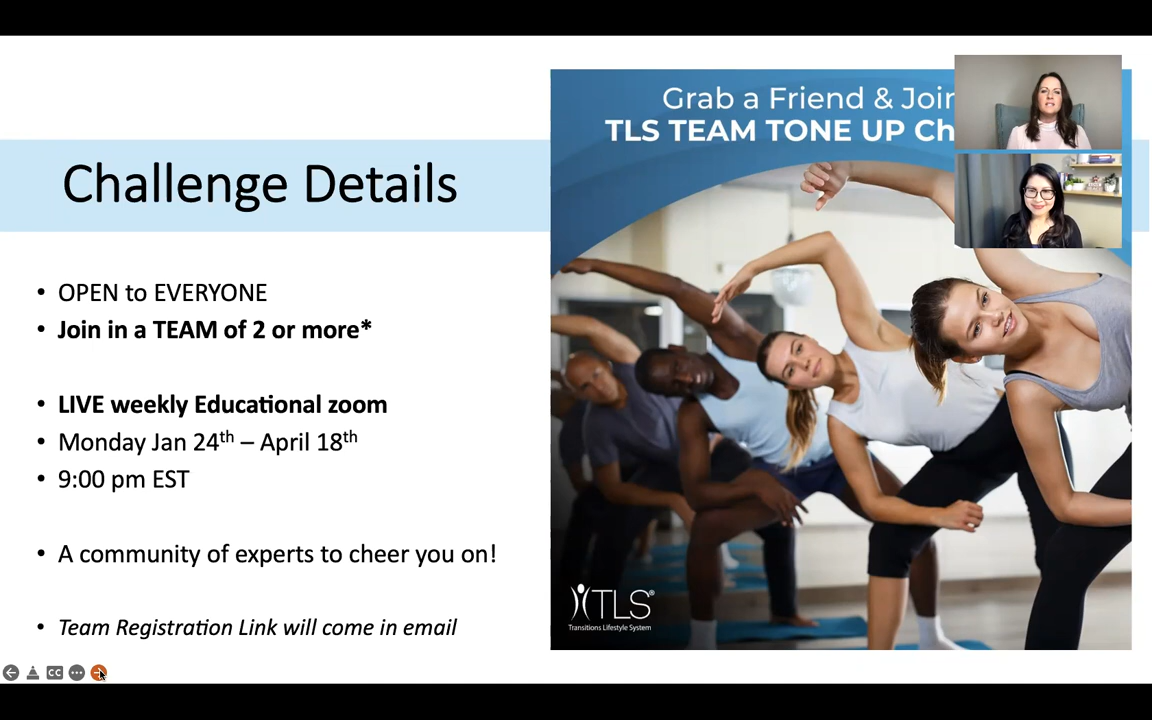 Grab a Friend & Join
TLS TEAM TONE UP Ch
Challenge Details
• OPEN to EVERYONE
• Join in a TEAM of 2 or more*
• LIVE weekly Educational zoom
• Monday Jan 24th – April 18th
• 9:00 pm EST
• A community of experts to cheer you on!
• Team Registration Link will come in email
TLS®
Transitions Lifestyle System
CC